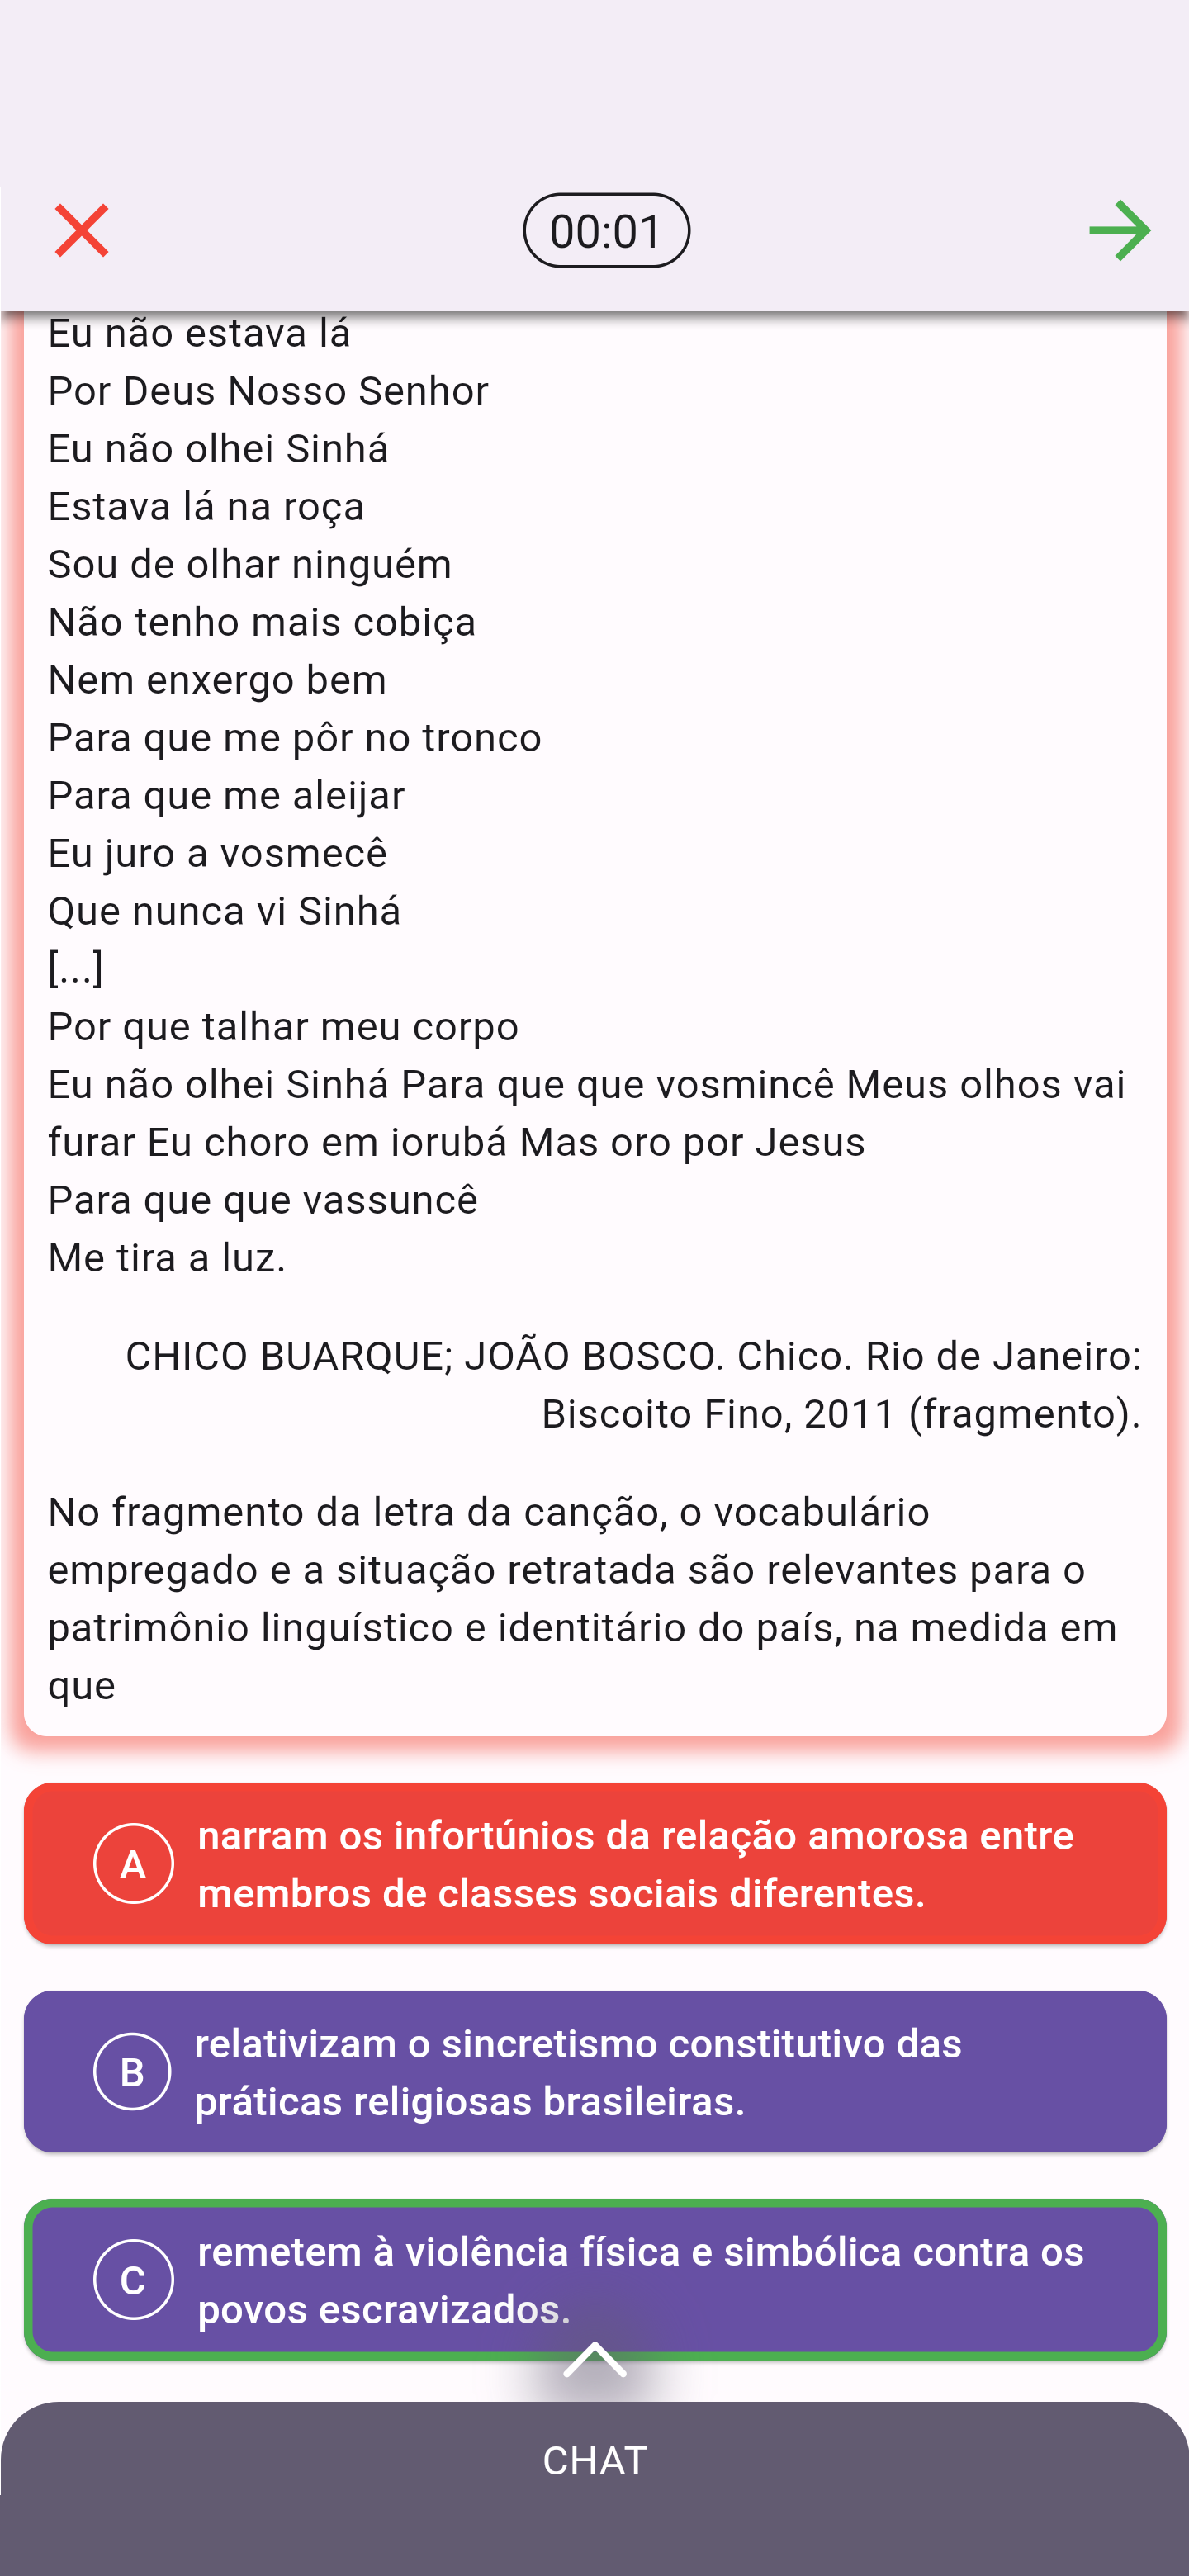 00:01
Eu não estava lá
Por Deus Nosso Senhor
Eu não olhei Sinhá
Estava lá na roça
Sou de olhar ninguém
Não tenho mais cobiça
Nem enxergo bem
Para que me pôr no tronco
Para que me aleijar
Eu juro a vosmecê
Que nunca vi Sinhá
[...]
Por que talhar meu corpo
Eu não olhei Sinhá Para que que vosmincê Meus olhos vai
furar Eu choro em iorubá Mas oro por Jesus
Para que que vassuncê
Me tira a luz.
CHICO BUARQUE; JOÃO BOSCO. Chico. Rio de Janeiro:
Biscoito Fino, 2011 (fragmento).
No fragmento da letra da canção, o vocabulário
empregado e a situação retratada são relevantes para o
patrimônio linguístico e identitário do país, na medida em
que
A narram os infortúnios da relação amorosa entre
membros de classes sociais diferentes.
B relativizam o sincretismo constitutivo das
práticas religiosas brasileiras.
C remetem à violência física e simbólica contra os
povos escravizados.
CHAT